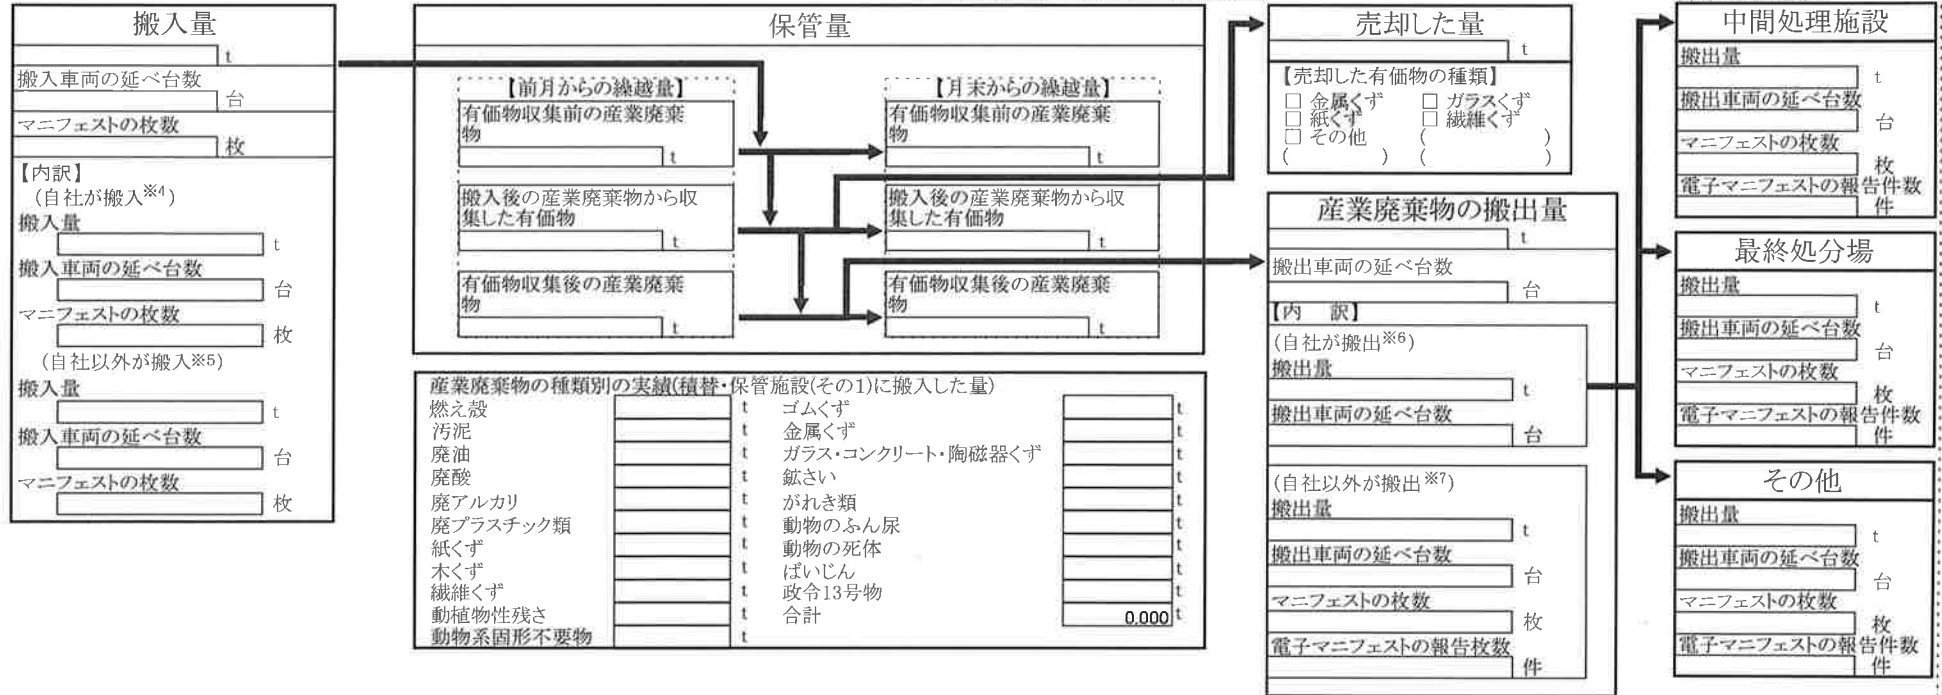 搬入量
t
搬入車両の延べ台数
台
マニフェストの枚数
枚
【内訳】
(自社が搬入※4)
搬入量
t
搬入車両の延べ台数
台
マニフェストの枚数
枚
(自社以外が搬入※5)
搬入量
t
搬入車両の延べ台数
台
マニフェストの枚数
枚
保管量
【前月からの繰越量】
有価物収集前の産業廃棄
物
t
搬入後の産業廃棄物から収
集した有価物
t
有価物収集後の産業廃棄
物
t
【月末からの繰越量】
有価物収集前の産業廃棄
物
t
搬入後の産業廃棄物から収
集した有価物
t
有価物収集後の産業廃棄
物
t
産業廃棄物の種類別の実績(積替・保管施設(その1)に搬入した量)
燃え殻 t
汚泥 t
廃油 t
廃酸 t
廃アルカリ t
廃プラスチック類 t
紙くず t
木くず t
繊維くず t
動植物性残さ t
動物系固形不要物 t
ゴムくず t
金属くず t
ガラス・コンクリート・陶磁器くず t
鉱さい t
がれき類 t
動物のふん尿 t
動物の死体 t
ばいじん t
政令13号物 t
合計 0.000 t
売却した量
t
【売却した有価物の種類】
□ 金属くず □ ガラスくず
□ 紙くず □ 繊維くず
□ その他 ( )
( ) ( )
産業廃棄物の搬出量
t
搬出車両の延べ台数
台
【内 訳】
(自社が搬出※6)
搬出量
t
搬出車両の延べ台数
台
(自社以外が搬出※7)
搬出量
t
搬出車両の延べ台数
台
マニフェストの枚数
枚
電子マニフェストの報告枚数
件
中間処理施設
搬出量
t
搬出車両の延べ台数
台
マニフェストの枚数
枚
電子マニフェストの報告件数
件
最終処分場
搬出量
t
搬出車両の延べ台数
台
マニフェストの枚数
枚
電子マニフェストの報告件数
件
その他
搬出量
t
搬出車両の延べ台数
台
マニフェストの枚数
枚
電子マニフェストの報告件数
件